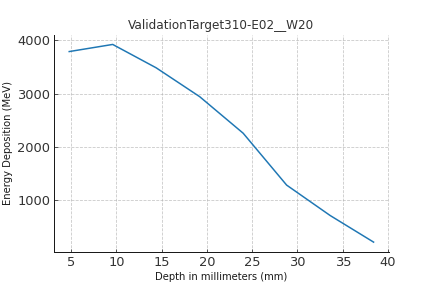 ValidationTarget310-E02__W20
Energy Deposition (MeV)
4000
3000
2000
1000
5 10 15 20 25 30 35 40
Depth in millimeters (mm)